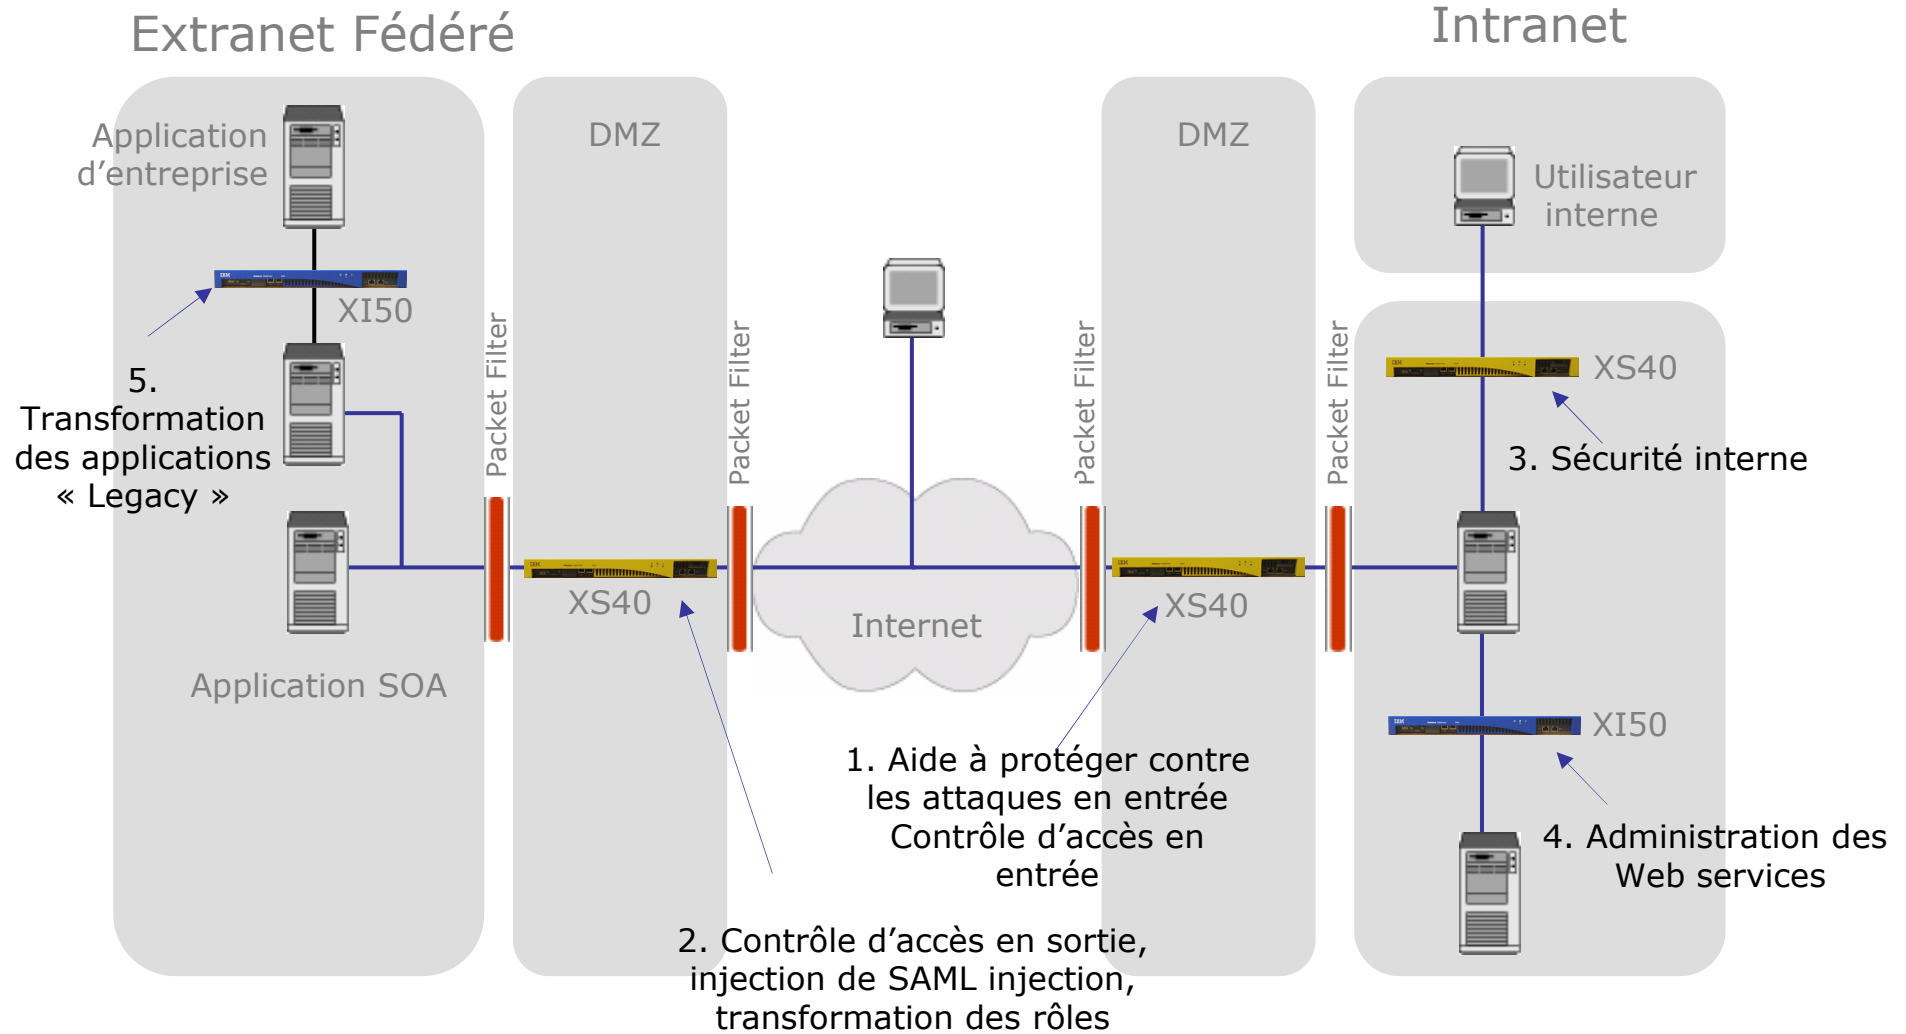 Extranet Fédéré
Intranet
Application
d’entreprise
DMZ
DMZ
Utilisateur
interne
XI50
Packet Filter
Packet Filter
Packet Filter
Packet Filter
XS40
5.
Transformation
des applications
« Legacy »
3. Sécurité interne
XS40
XS40
Internet
Application SOA
XI50
1. Aide à protéger contre
les attaques en entrée
Contrôle d’accès en
entrée
4. Administration des
Web services
2. Contrôle d’accès en sortie,
injection de SAML injection,
transformation des rôles